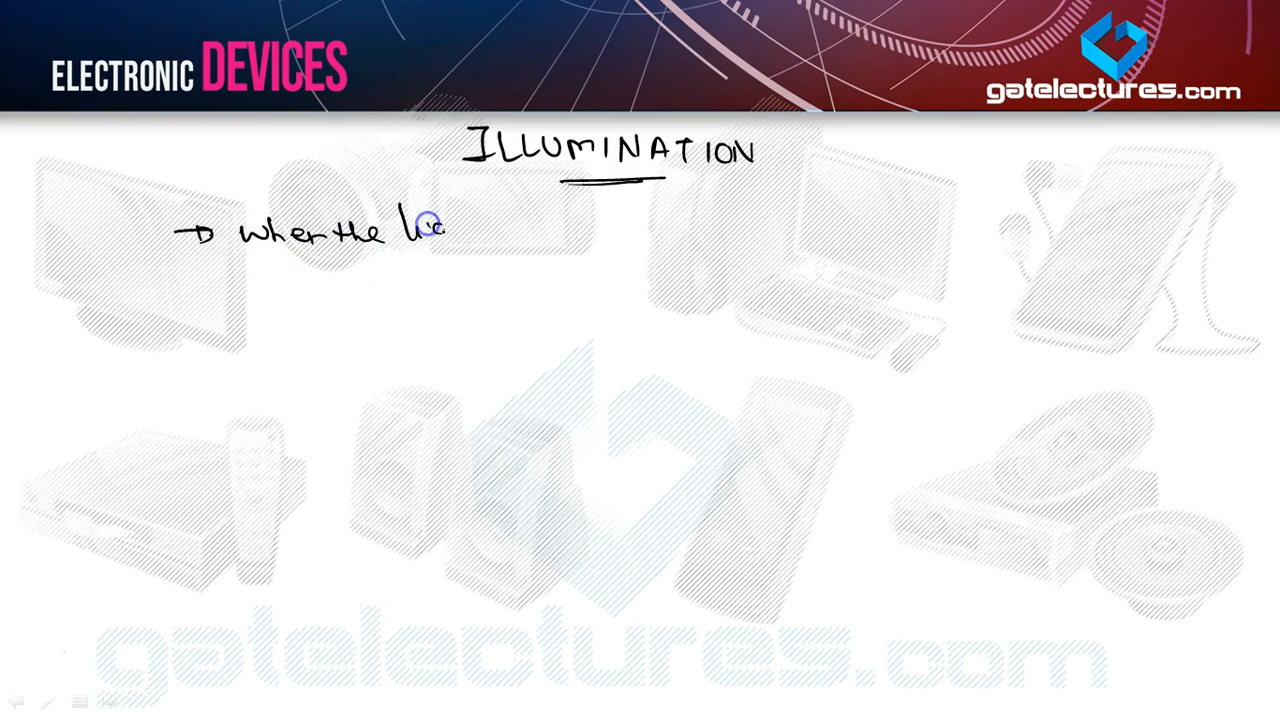 ELECTRONIC DEVICES
gatelectures.com
ILLUMINATION
→ when the
gatelectures.com